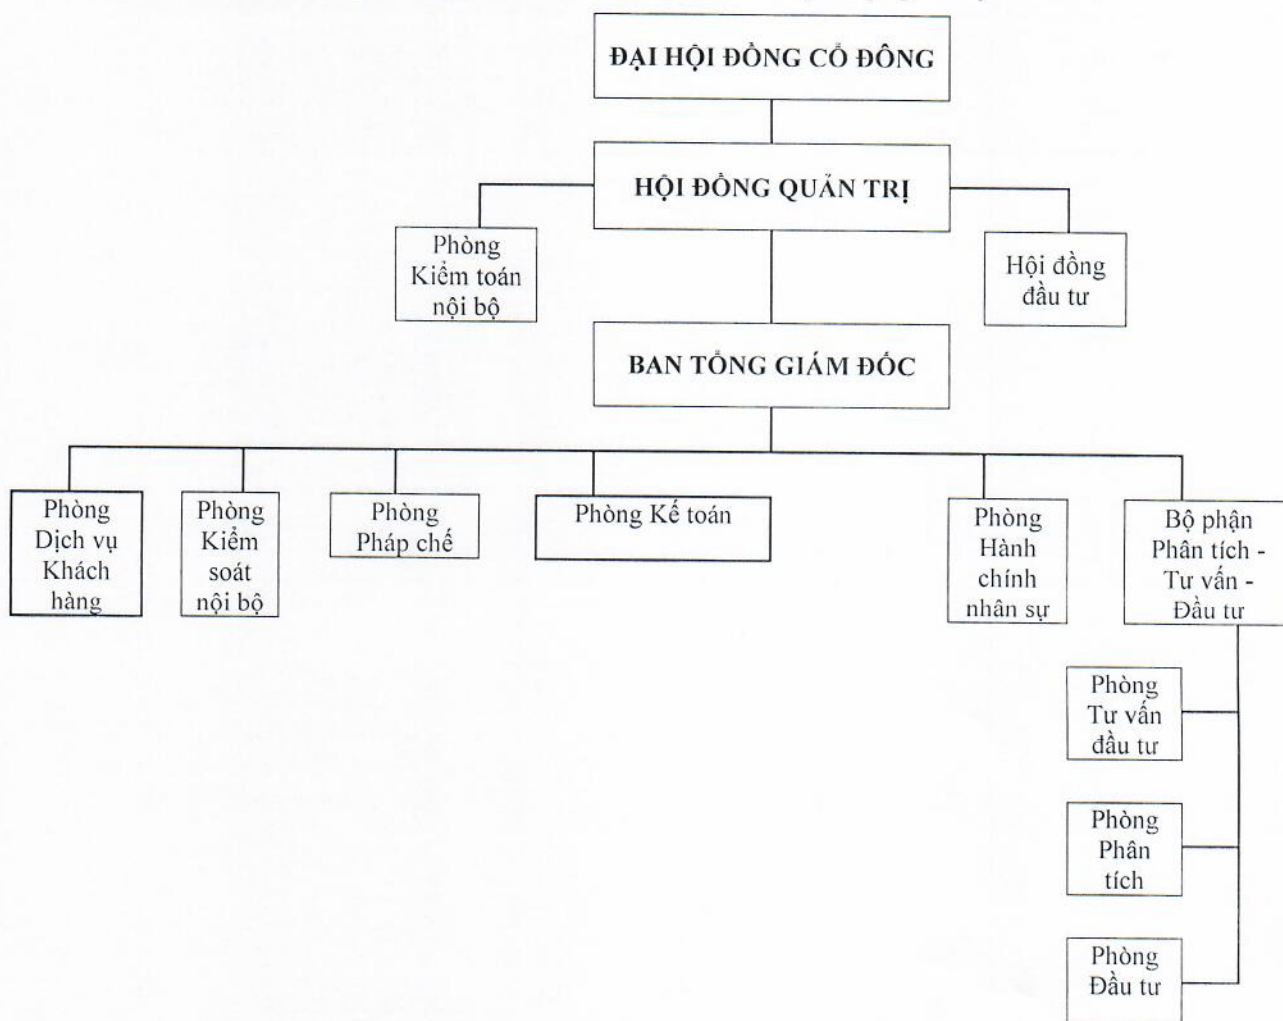 ĐẠI HỘI ĐỒNG CỔ ĐÔNG
HỘI ĐỒNG QUẢN TRỊ
Phòng
Kiểm toán
nội bộ
Hội đồng
đầu tư
BAN TỔNG GIÁM ĐỐC
Phòng
Dịch vụ
Khách
hàng
Phòng
Kiểm
soát
nội bộ
Phòng
Pháp chế
Phòng Kế toán
Phòng
Hành
chính
nhân sự
Bộ phận
Phân tích -
Tư vấn -
Đầu tư
Phòng
Tư vấn
đầu tư
Phòng
Phân
tích
Phòng
Đầu tư